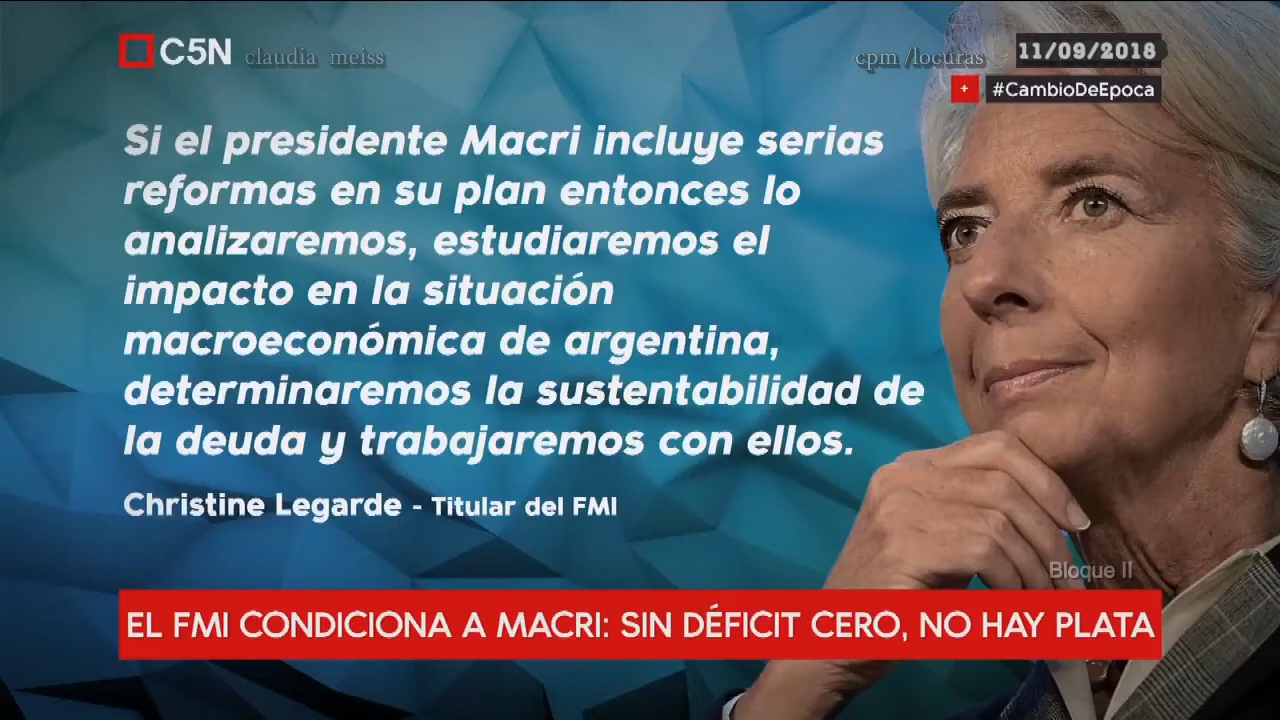 C5N
claudia meiss
cpm /locuras
11/09/2018
+ #CambioDeEpoca
Si el presidente Macri incluye serias
reformas en su plan entonces lo
analizaremos, estudiaremos el
impacto en la situación
macroeconómica de argentina,
determinaremos la sustentabilidad de
la deuda y trabajaremos con ellos.
Christine Legarde - Titular del FMI
Bloque II
EL FMI CONDICIONA A MACRI: SIN DÉFICIT CERO, NO HAY PLATA